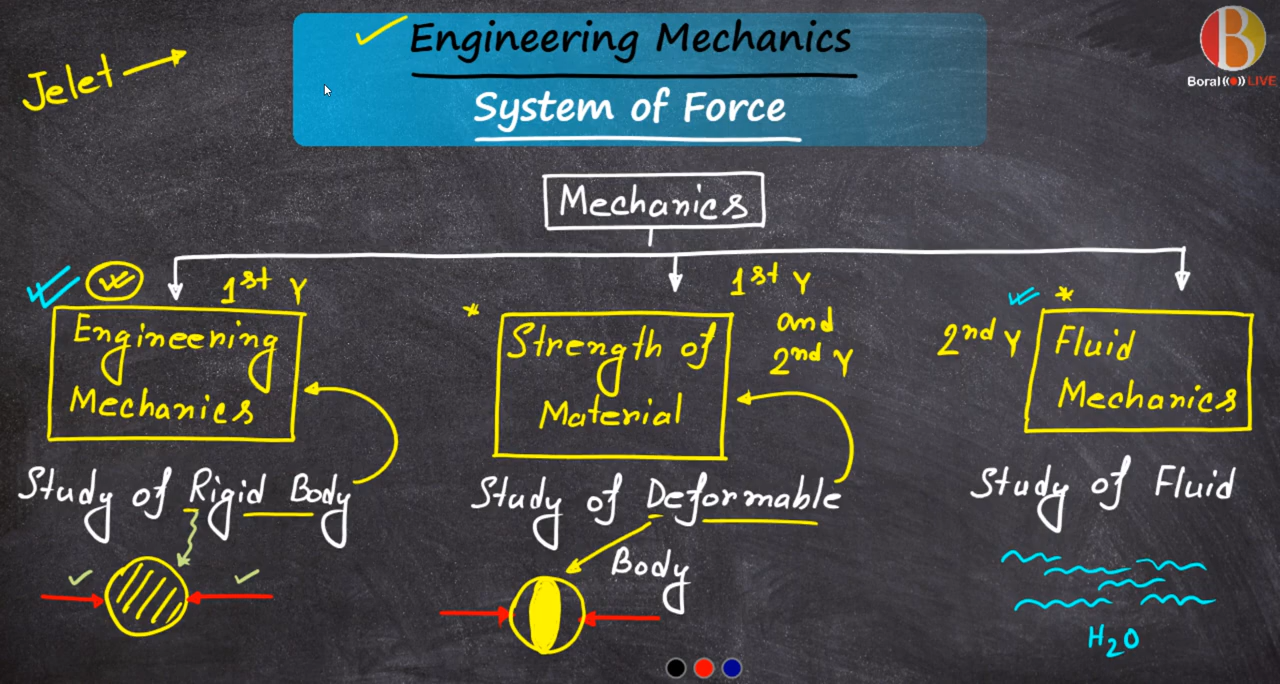 Engineering Mechanics
System of Force
Jelet
B
Boral ((●)) LIVE
Mechanics
1st Y
Engineering
Mechanics
Study of Rigid Body
1st Y
and
2nd Y
Strength of
Material
Study of Deformable
Body
2nd Y
Fluid
Mechanics
Study of Fluid
H2O